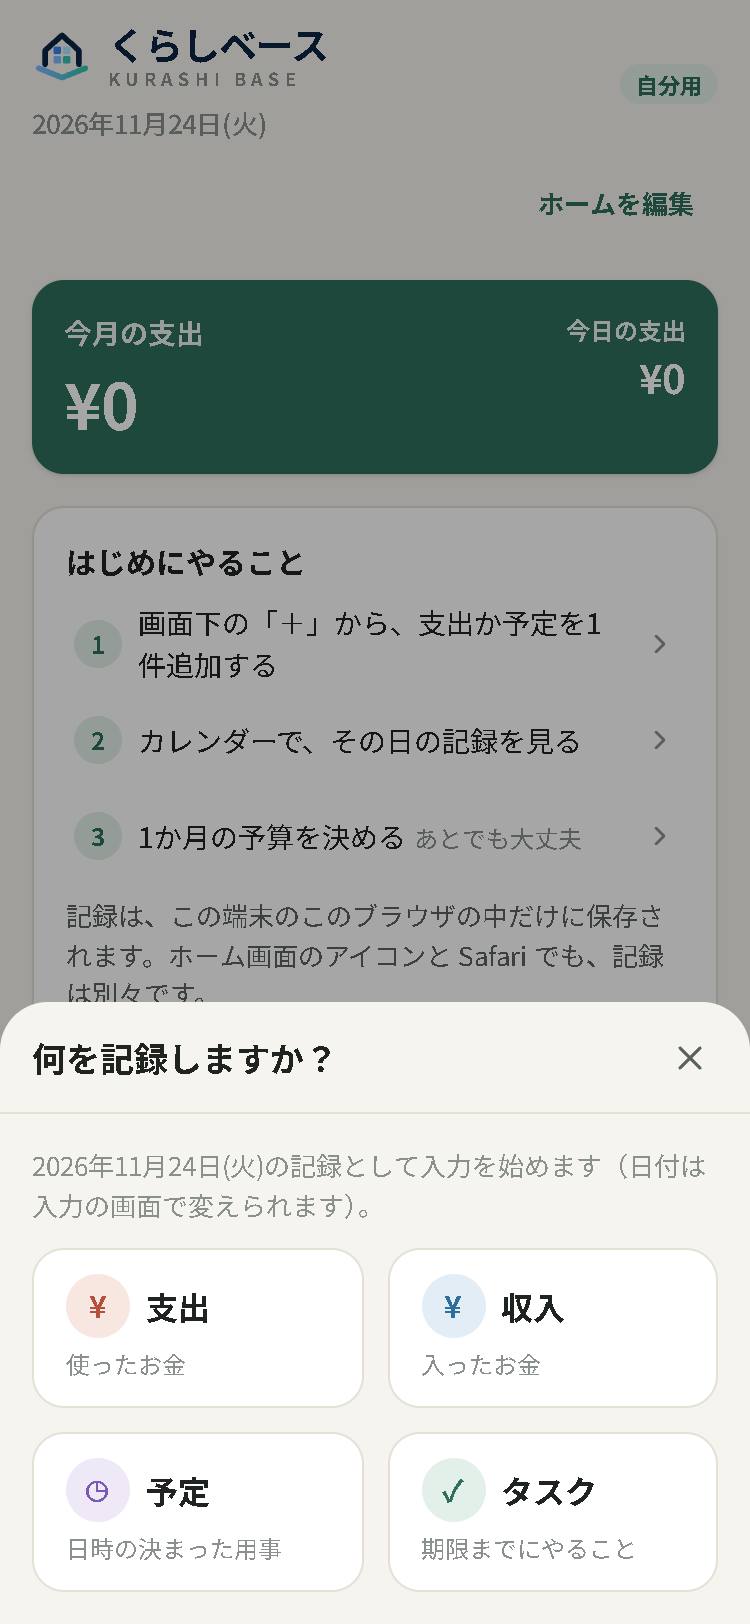 くらしベース
KURASHI BASE
自分用
2026年11月24日(火)
ホームを編集
今月の支出
今日の支出
¥0
¥0
はじめにやること
1
画面下の「＋」から、支出か予定を1
件追加する
2
カレンダーで、その日の記録を見る
3
1か月の予算を決める あとでも大丈夫
記録は、この端末のこのブラウザの中だけに保存さ
れます。ホーム画面のアイコンと Safari でも、記録
は別々です。
何を記録しますか？
2026年11月24日(火)の記録として入力を始めます（日付は
入力の画面で変えられます）。
¥ 支出
使ったお金
¥ 収入
入ったお金
予定
日時の決まった用事
タスク
期限までにやること